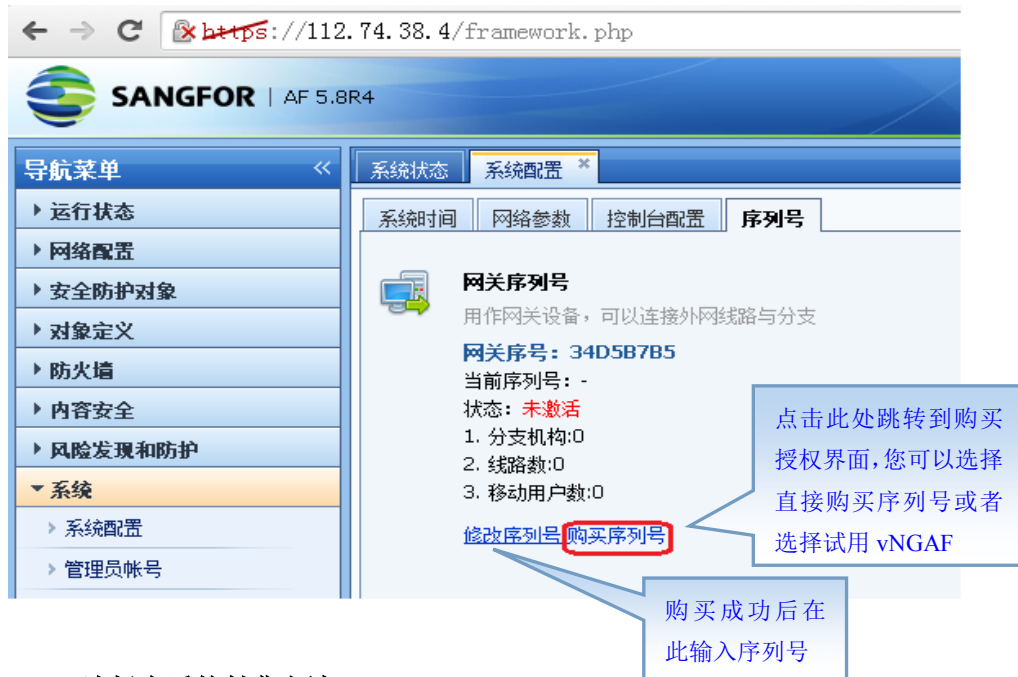 https://112.74.38.4/framework.php
SANGFOR | AF 5.8R4
导航菜单
运行状态
网络配置
安全防护对象
对象定义
防火墙
内容安全
风险发现和防护
系统
系统配置
管理员帐号
系统状态 系统配置
系统时间 网络参数 控制台配置 序列号
网关序列号
用作网关设备，可以连接外网线路与分支
网关序号：34D5B7B5
当前序列号：-
状态：未激活
1. 分支机构:0
2. 线路数:0
3. 移动用户数:0
修改序列号 购买序列号
点击此处跳转到购买
授权界面，您可以选择
直接购买序列号或者
选择试用 vNGAF
购买成功后在
此输入序列号